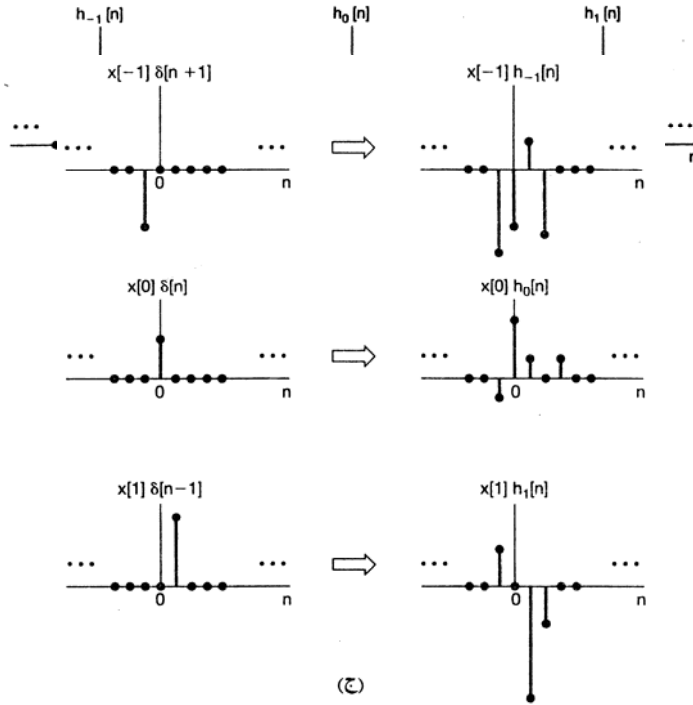 h₋₁[n] h₀[n] h₁[n]
x[−1] δ[n +1] x[−1] h₋₁[n]
... ... ... ... ... ...
0 n 0 n n
x[0] δ[n] x[0] h₀[n]
... ... ... ...
0 n 0 n
x[1] δ[n−1] x[1] h₁[n]
... ... ... ...
0 n 0 n
(ج)